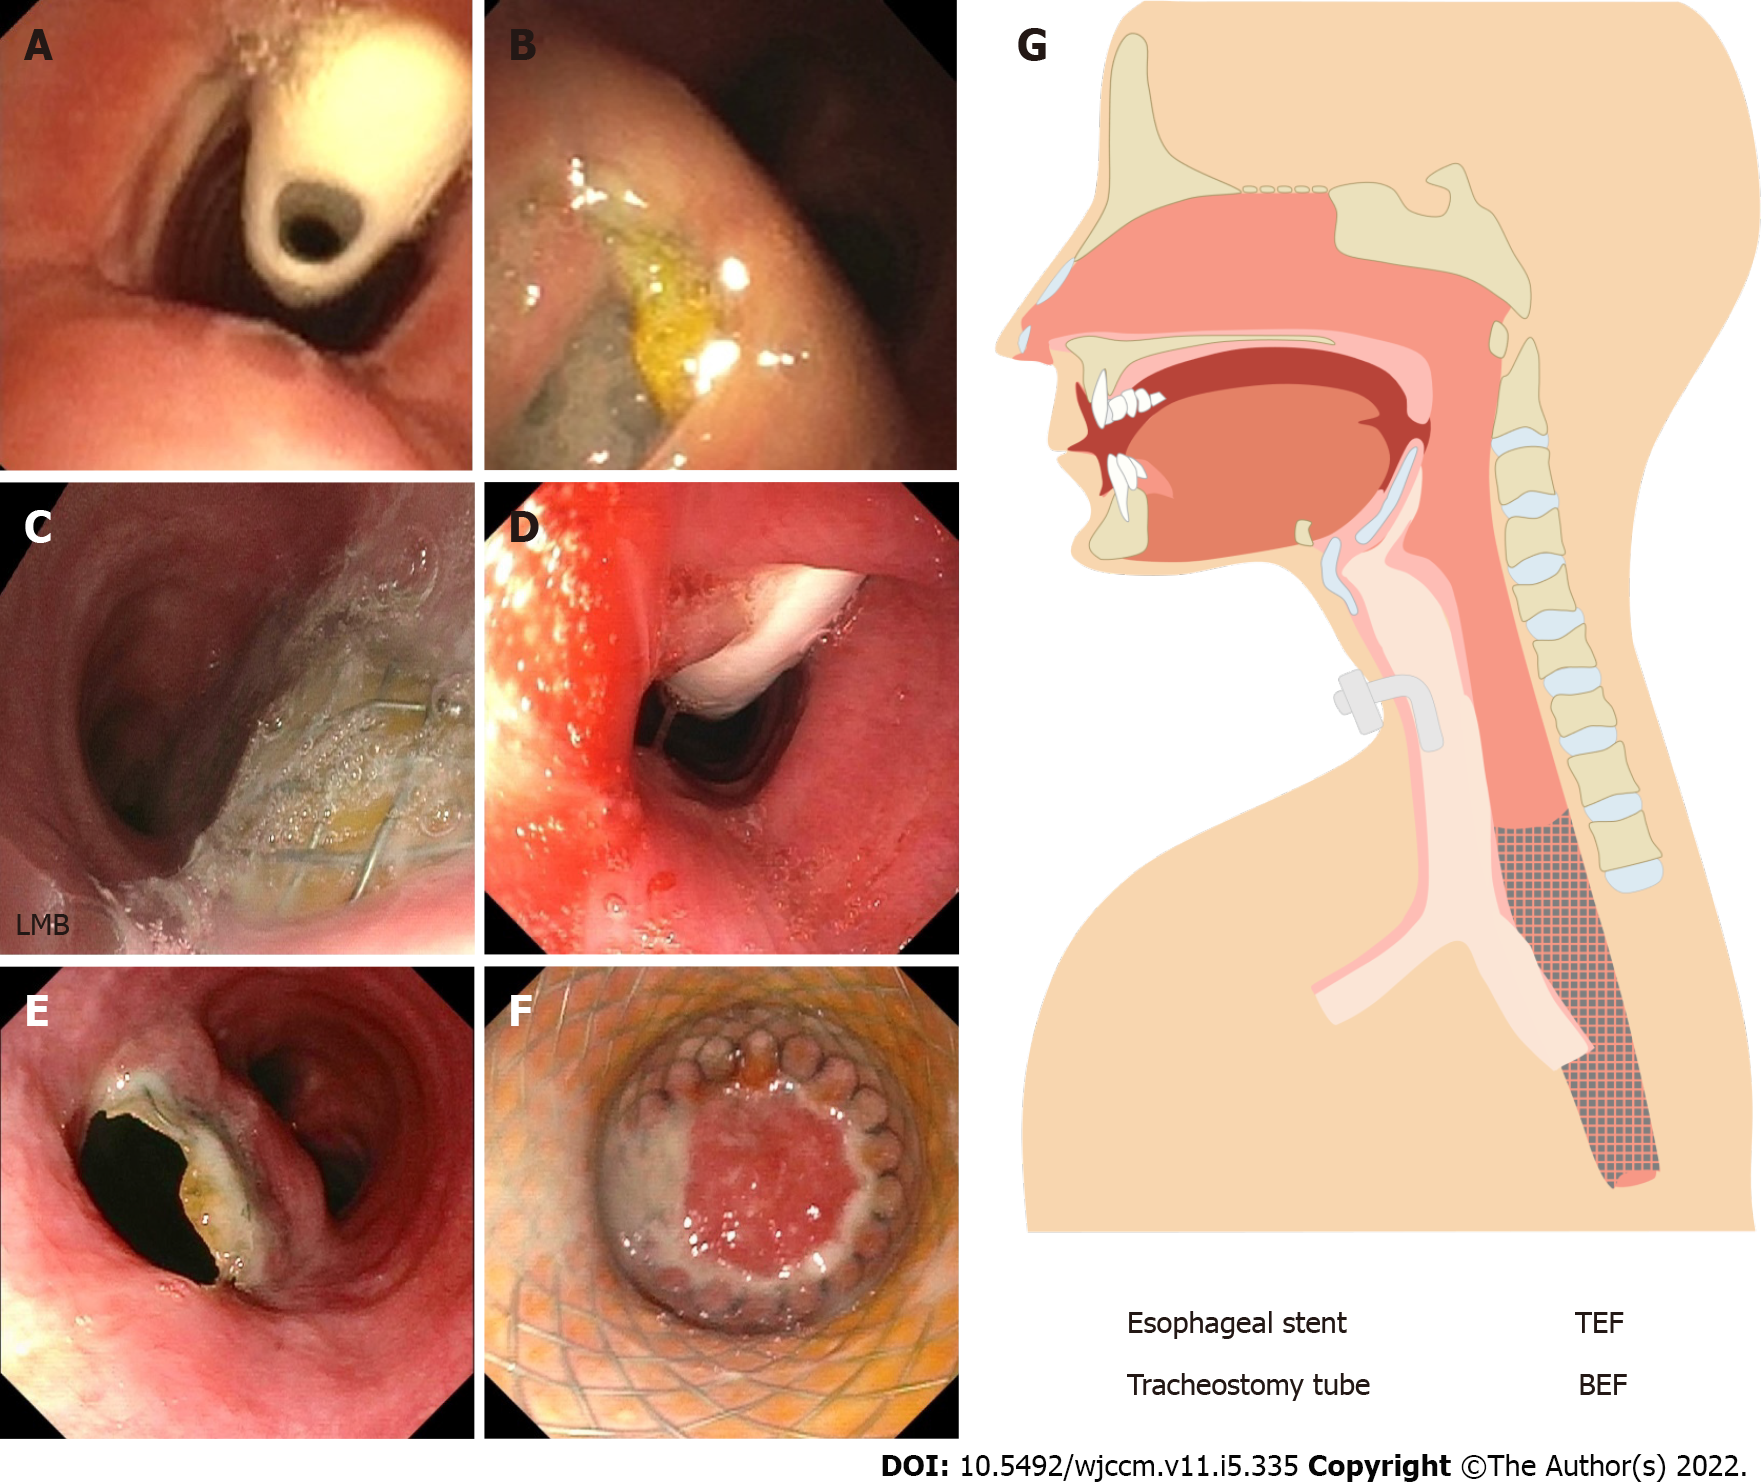 A
B
G
C
D
LMB
E
F
Esophageal stent TEF
Tracheostomy tube BEF
DOI: 10.5492/wjccm.v11.i5.335 Copyright ©The Author(s) 2022.